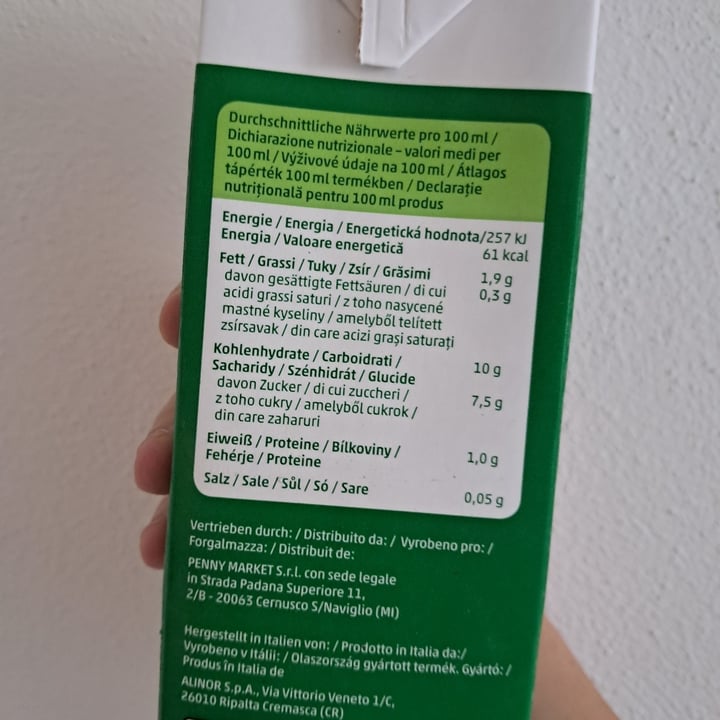 Durchschnittliche Nährwerte pro 100 ml /
Dichiarazione nutrizionale – valori medi per
100 ml / Výživové údaje na 100 ml / Átlagos
tápérték 100 ml termékben / Declarație
nutrițională pentru 100 ml produs
Energie / Energia / Energetická hodnota/ 257 kJ
Energia / Valoare energetică 61 kcal
Fett / Grassi / Tuky / Zsír / Grăsimi 1,9 g
davon gesättigte Fettsäuren / di cui 0,3 g
acidi grassi saturi / z toho nasycené
mastné kyseliny / amelyből telített
zsírsavak / din care acizi grași saturați
Kohlenhydrate / Carboidrati / 10 g
Sacharidy / Szénhidrát / Glucide
davon Zucker / di cui zuccheri / 7,5 g
z toho cukry / amelyből cukrok /
din care zaharuri
Eiweiß / Proteine / Bílkoviny / 1,0 g
Fehérje / Proteine
Salz / Sale / Sůl / Só / Sare 0,05 g
Vertrieben durch: / Distribuito da: / Vyrobeno pro: /
Forgalmazza: / Distribuit de:
PENNY MARKET S.r.l. con sede legale
in Strada Padana Superiore 11,
2/B - 20063 Cernusco S/Naviglio (MI)
Hergestellt in Italien von: / Prodotto in Italia da:/
Vyrobeno v Itálii: / Olaszország gyártott termék. Gyártó: /
Produs în Italia de
ALINOR S.p.A., Via Vittorio Veneto 1/C,
26010 Ripalta Cremasca (CR)